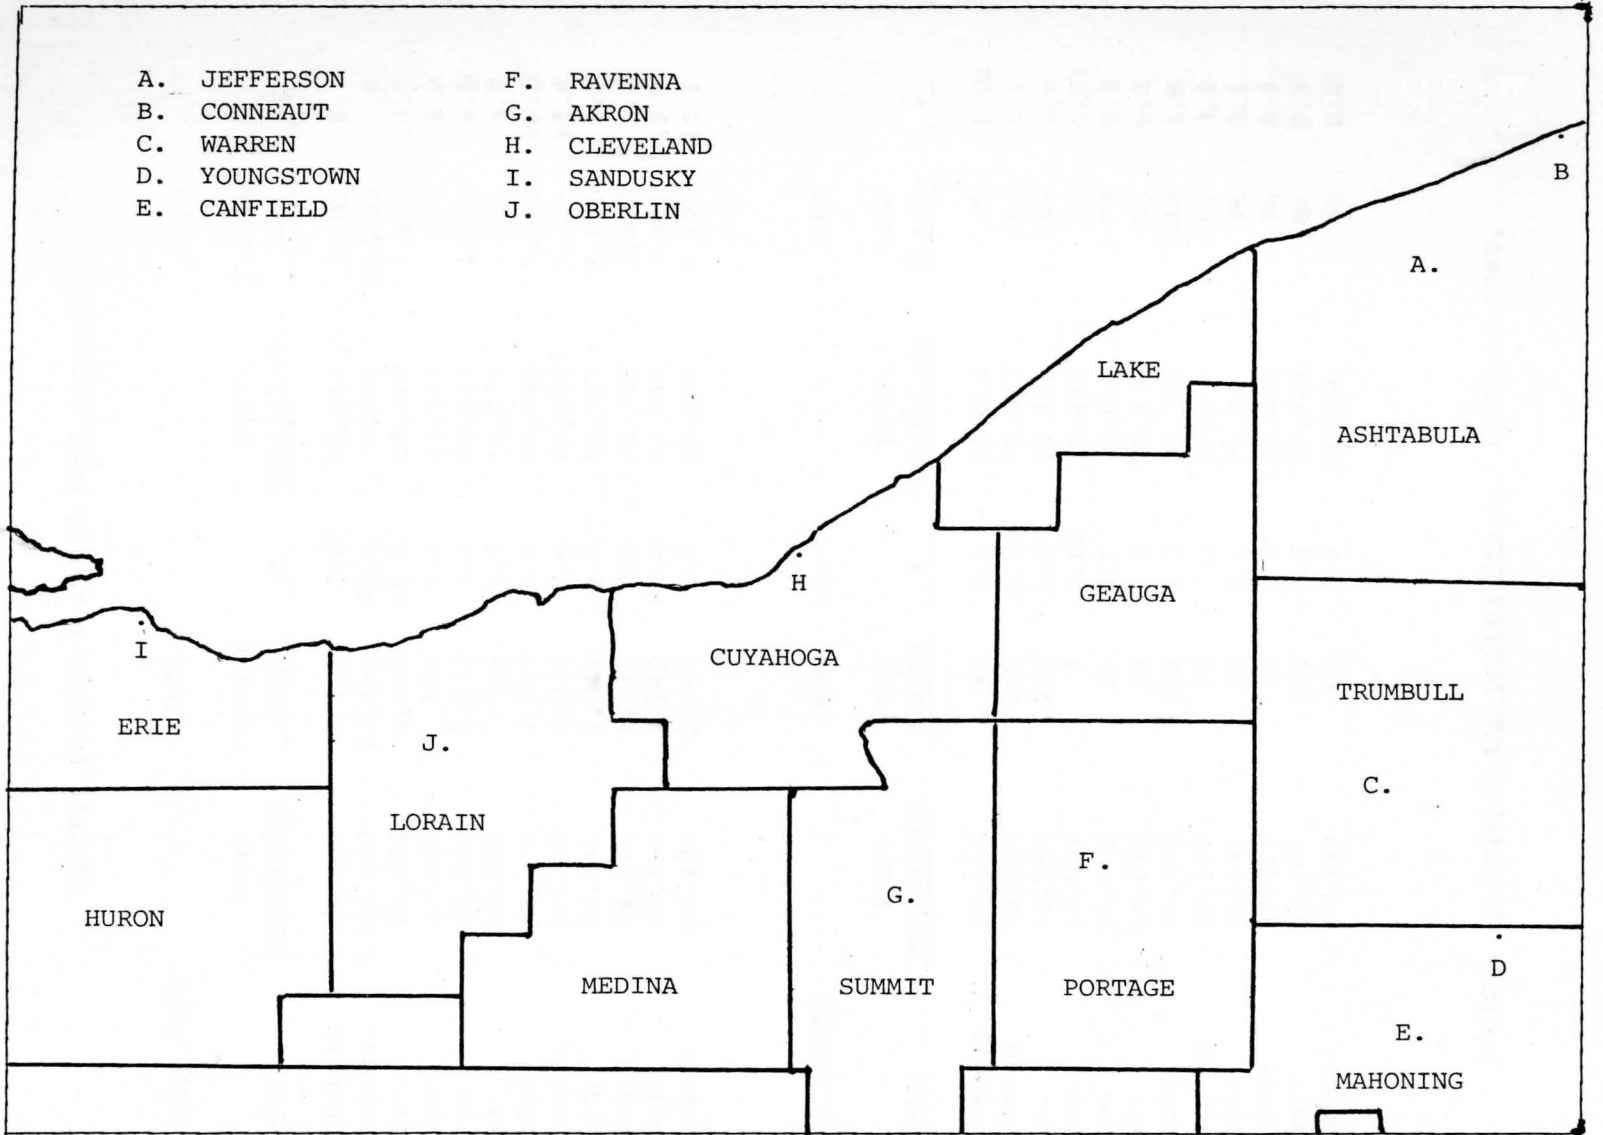 A. JEFFERSON
B. CONNEAUT
C. WARREN
D. YOUNGSTOWN
E. CANFIELD
F. RAVENNA
G. AKRON
H. CLEVELAND
I. SANDUSKY
J. OBERLIN
B
A.
LAKE
ASHTABULA
H
GEAUGA
I
CUYAHOGA
TRUMBULL
ERIE
J.
C.
LORAIN
F.
G.
HURON
D
MEDINA
SUMMIT
PORTAGE
E.
MAHONING